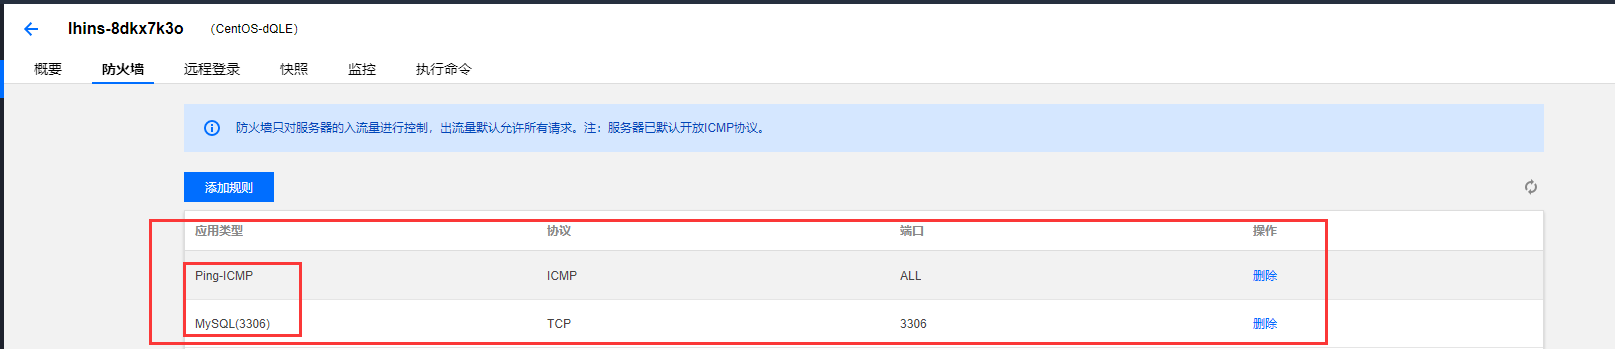 lhins-8dkx7k3o （CentOS-dQLE）
概要 防火墙 远程登录 快照 监控 执行命令
防火墙只对服务器的入流量进行控制，出流量默认允许所有请求。注：服务器已默认开放ICMP协议。
添加规则
应用类型 协议 端口 操作
Ping-ICMP ICMP ALL 删除
MySQL(3306) TCP 3306 删除